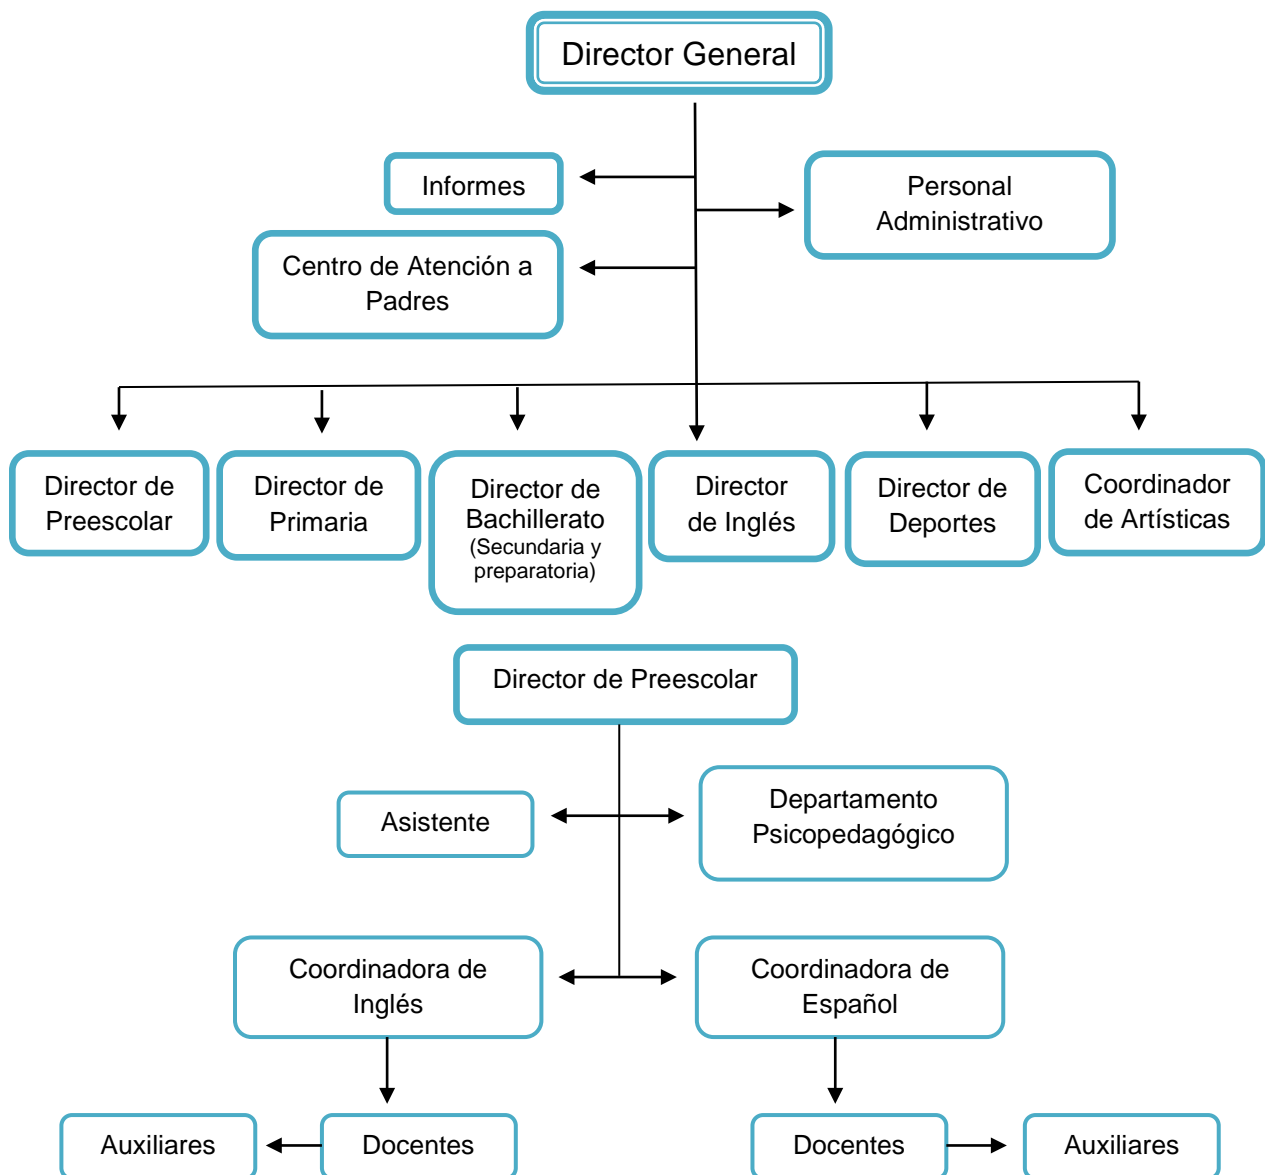 Director General
Informes
Personal
Administrativo
Centro de Atención a
Padres
Director de
Preescolar
Director de
Primaria
Director de
Bachillerato
(Secundaria y
preparatoria)
Director
de Inglés
Director de
Deportes
Coordinador
de Artísticas
Director de Preescolar
Asistente
Departamento
Psicopedagógico
Coordinadora de
Inglés
Coordinadora de
Español
Auxiliares
Docentes
Docentes
Auxiliares